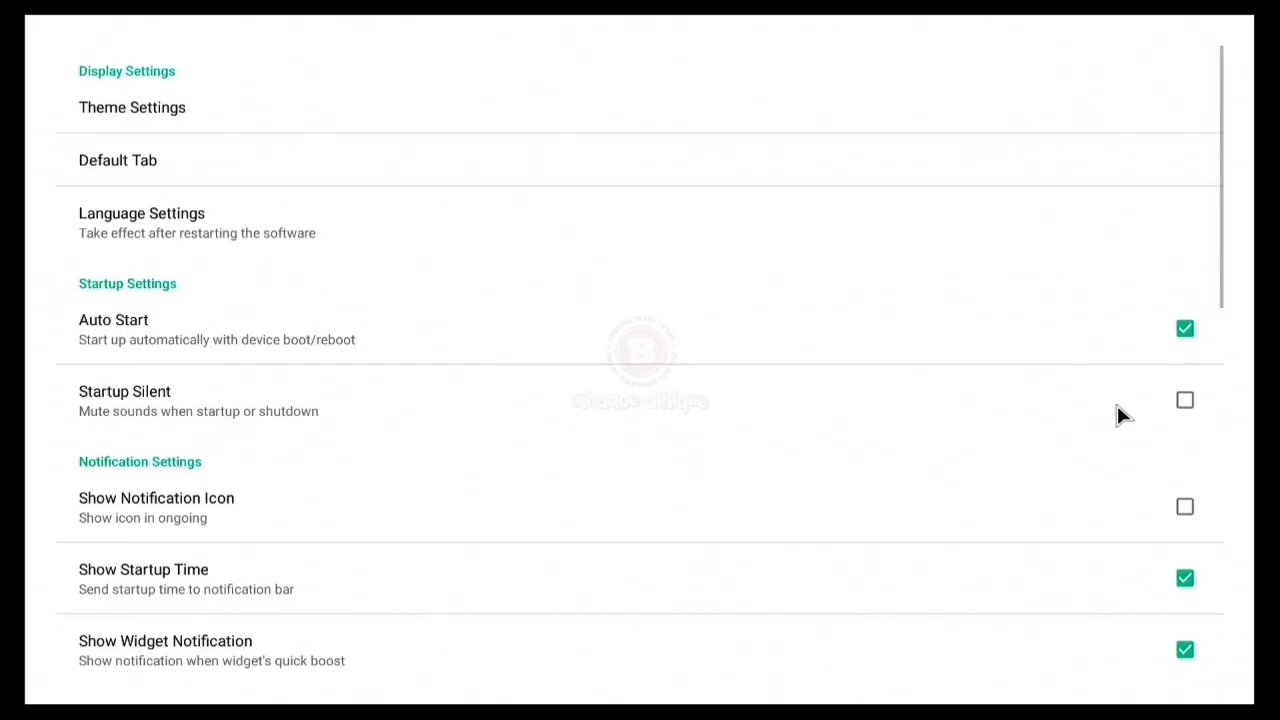 Display Settings
Theme Settings
Default Tab
Language Settings
Take effect after restarting the software
Startup Settings
Auto Start
Start up automatically with device boot/reboot
Startup Silent
Mute sounds when startup or shutdown
Notification Settings
Show Notification Icon
Show icon in ongoing
Show Startup Time
Send startup time to notification bar
Show Widget Notification
Show notification when widget's quick boost